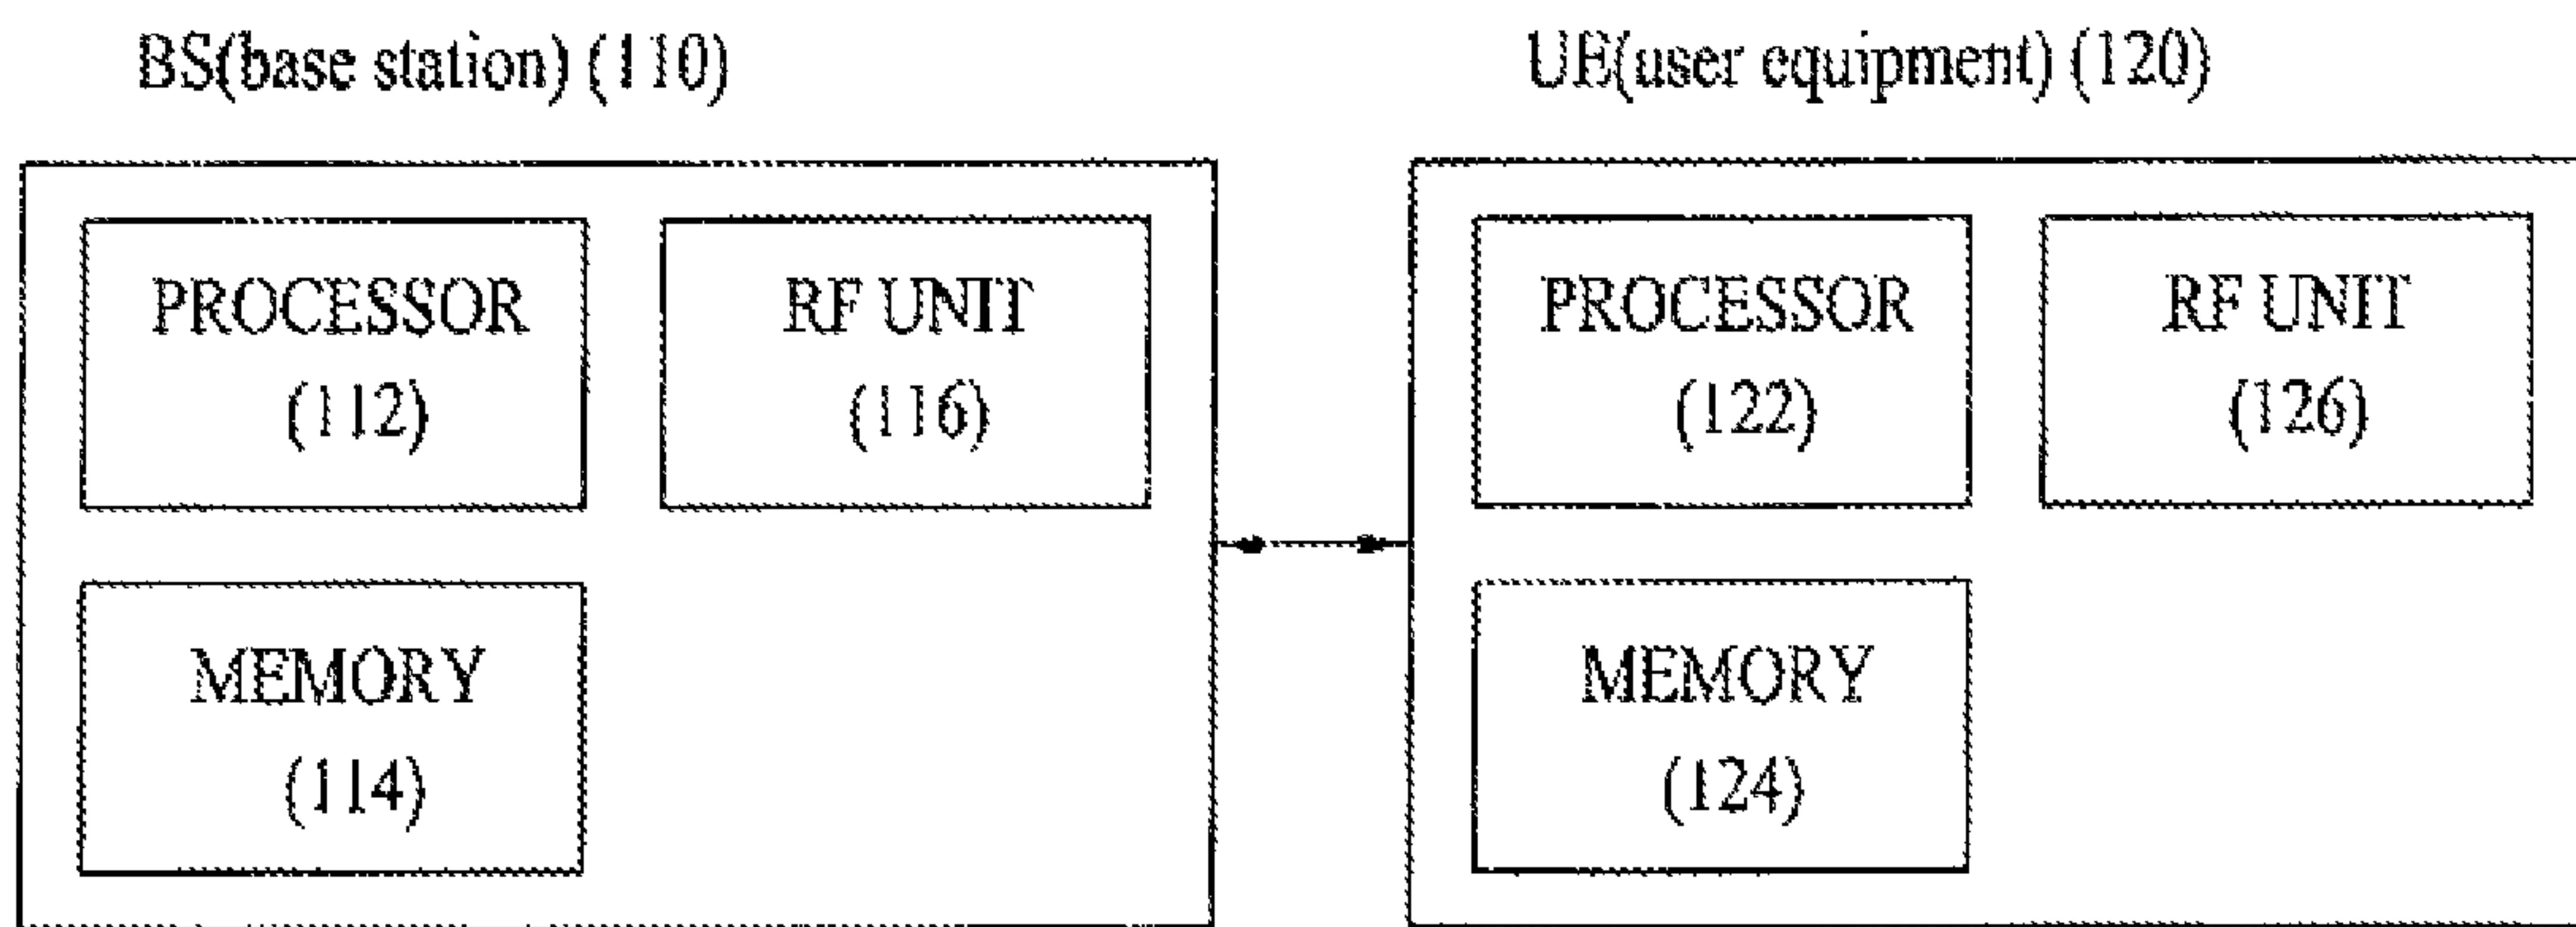 BS(base station) (110)
UE(user equipment) (120)
PROCESSOR
(112)
RF UNIT
(116)
PROCESSOR
(122)
RF UNIT
(126)
MEMORY
(114)
MEMORY
(124)